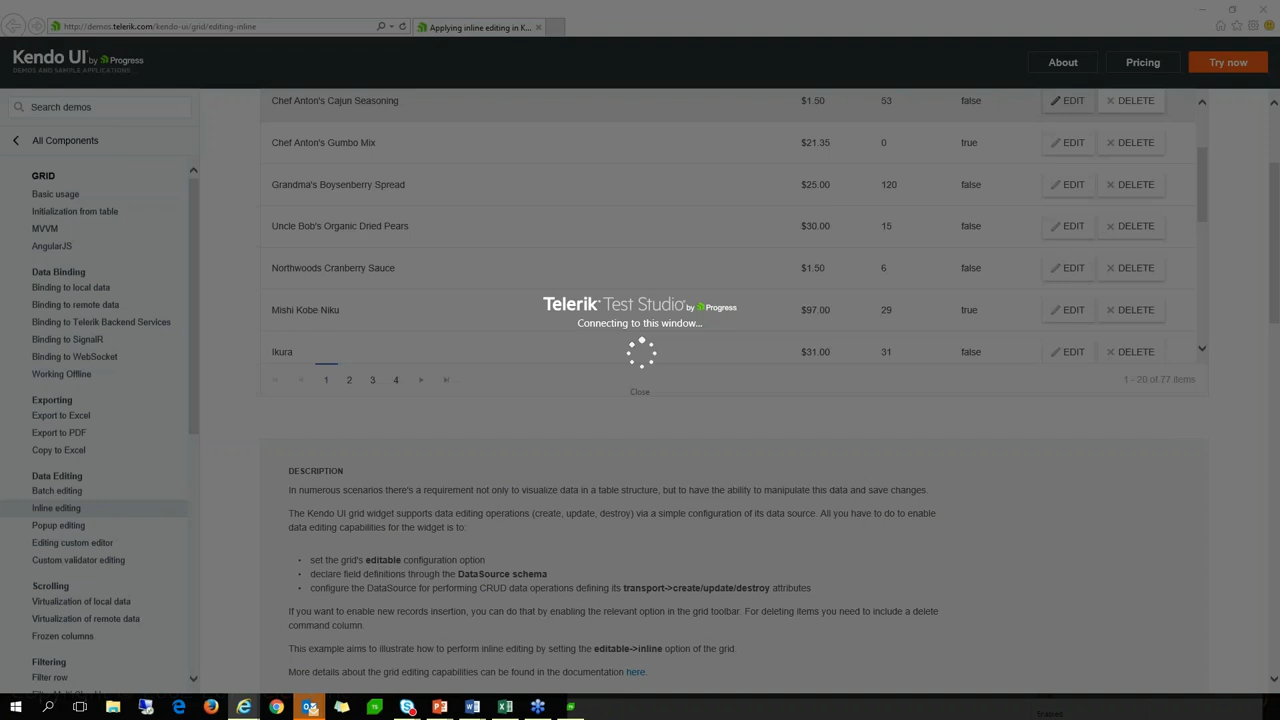 http://demos.telerik.com/kendo-ui/grid/editing-inline
Applying inline editing in K...
Kendo UI by Progress
DEMOS AND SAMPLE APPLICATIONS
About
Pricing
Try now
Search demos
All Components
GRID
Basic usage
Initialization from table
MVVM
AngularJS
Data Binding
Binding to local data
Binding to remote data
Binding to Telerik Backend Services
Binding to SignalR
Binding to WebSocket
Working Offline
Exporting
Export to Excel
Export to PDF
Copy to Excel
Data Editing
Batch editing
Inline editing
Popup editing
Editing custom editor
Custom validator editing
Scrolling
Virtualization of local data
Virtualization of remote data
Frozen columns
Filtering
Filter row
Chef Anton's Cajun Seasoning $1.50 53 false EDIT DELETE
Chef Anton's Gumbo Mix $21.35 0 true EDIT DELETE
Grandma's Boysenberry Spread $25.00 120 false EDIT DELETE
Uncle Bob's Organic Dried Pears $30.00 15 false EDIT DELETE
Northwoods Cranberry Sauce $1.50 6 false EDIT DELETE
Mishi Kobe Niku $97.00 29 true EDIT DELETE
Ikura $31.00 31 false EDIT DELETE
Telerik Test Studio by Progress
Connecting to this window...
Close
1 2 3 4
1 - 20 of 77 items
DESCRIPTION
In numerous scenarios there's a requirement not only to visualize data in a table structure, but to have the ability to manipulate this data and save changes.
The Kendo UI grid widget supports data editing operations (create, update, destroy) via a simple configuration of its data source. All you have to do to enable
data editing capabilities for the widget is to:
• set the grid's editable configuration option
• declare field definitions through the DataSource schema
• configure the DataSource for performing CRUD data operations defining its transport->create/update/destroy attributes
If you want to enable new records insertion, you can do that by enabling the relevant option in the grid toolbar. For deleting items you need to include a delete
command column.
This example aims to illustrate how to perform inline editing by setting the editable->inline option of the grid.
More details about the grid editing capabilities can be found in the documentation here.
Enabled